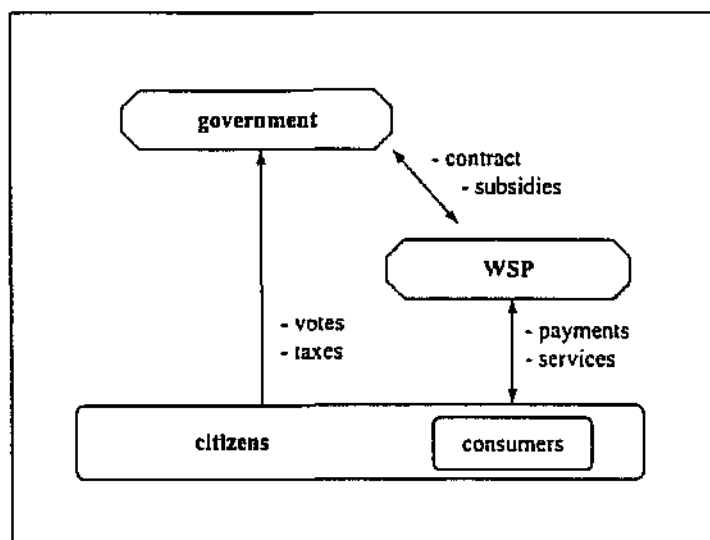 government
- contract
- subsidies
WSP
- votes
- taxes
- payments
- services
citizens
consumers